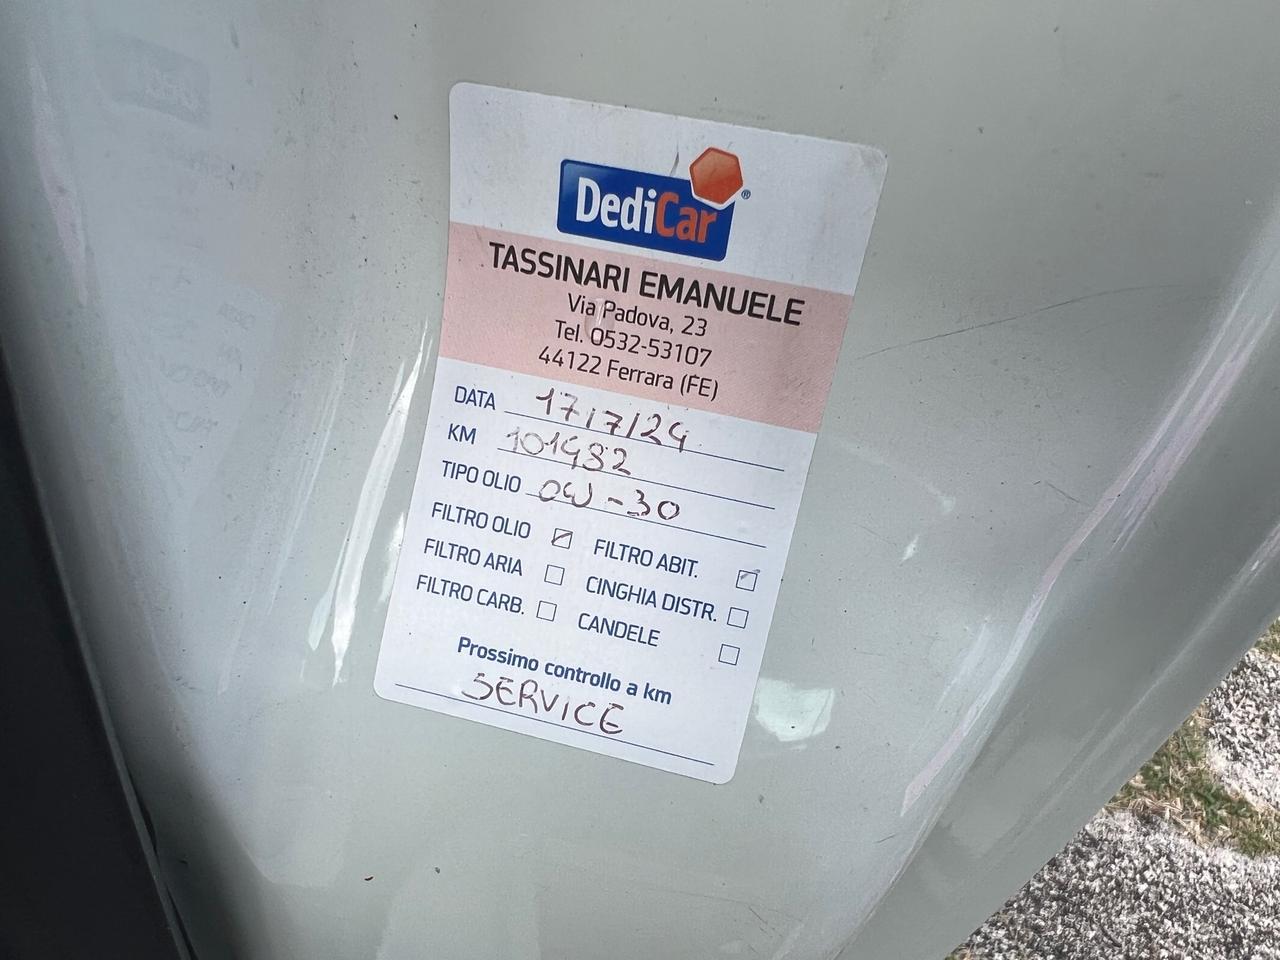 DediCar®
TASSINARI EMANUELE
Via Padova, 23
Tel. 0532-53107
44122 Ferrara (FE)
DATA 17/7/24
KM 101432
TIPO OLIO 0W-30
FILTRO OLIO FILTRO ABIT.
FILTRO ARIA CINGHIA DISTR.
FILTRO CARB. CANDELE
Prossimo controllo a km
SERVICE